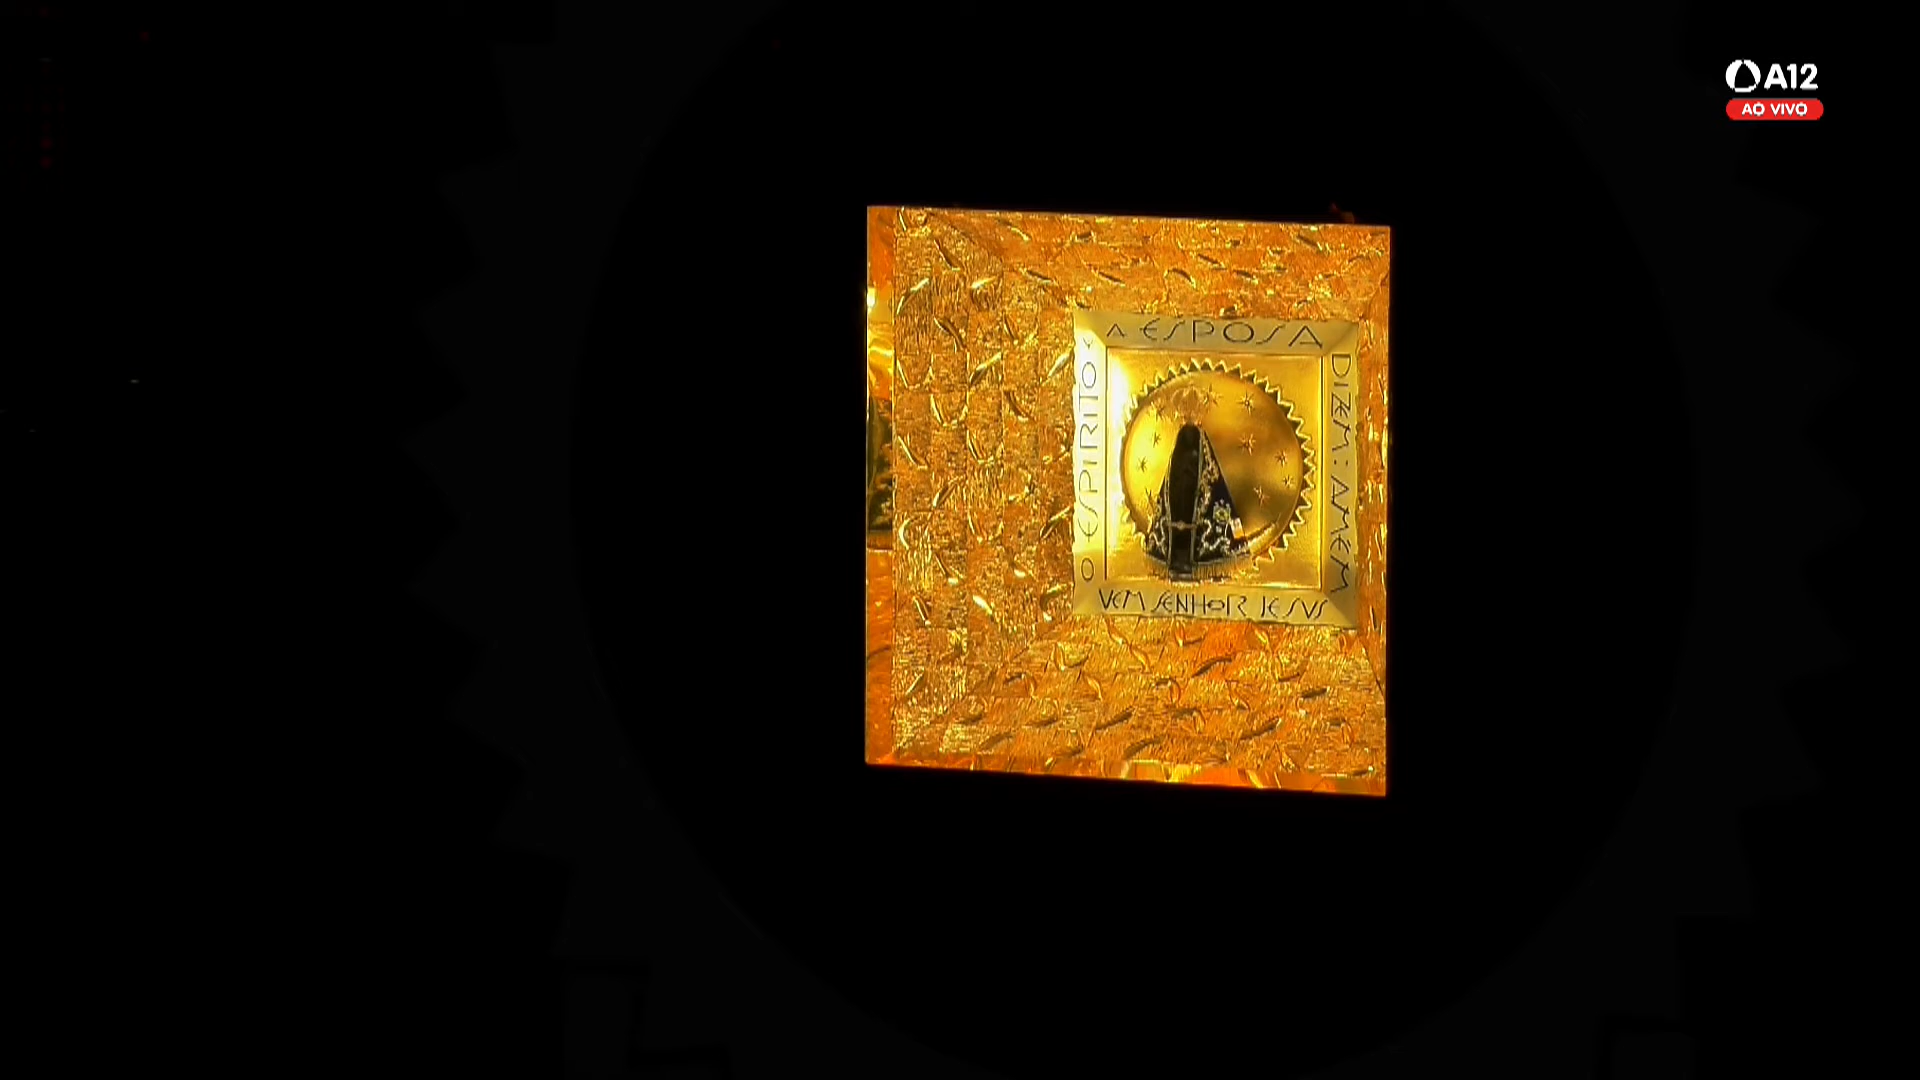 A12
AO VIVO
O ESPIRITO E
A ESPOSA
DIZEM: AMEM
VEM SENHOR JESUS